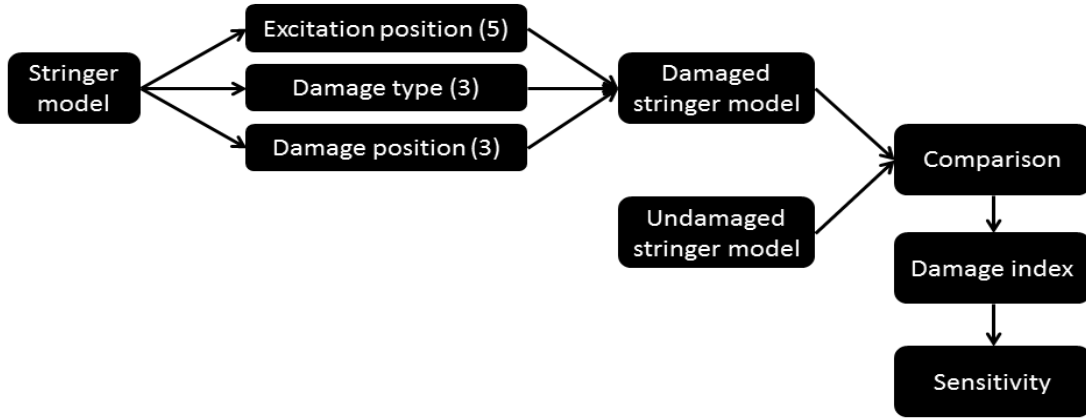 Stringer
model
Excitation position (5)
Damage type (3)
Damage position (3)
Damaged
stringer model
Undamaged
stringer model
Comparison
Damage index
Sensitivity